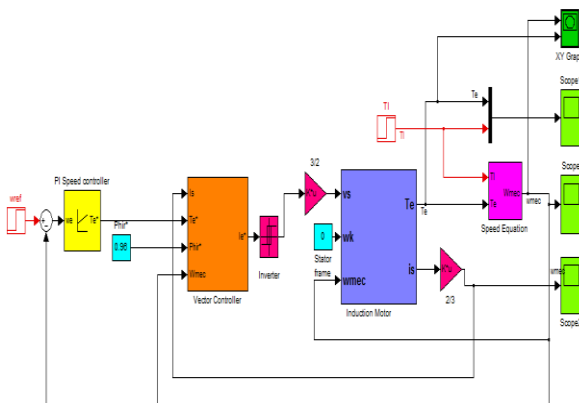 XY Grap
Te
Scope
Tl
Tl
3/2
K*u
wref
PI Speed controller
we
Te*
Is
Te*
Phir*
Wmec
Ie*
Phir*
0.96
Vector Controller
Inverter
vs
wk
wmec
Te
is
Te
0
Stator
frame
Induction Motor
K*u
2/3
Tl
Te
Wmec
wmec
Speed Equation
Scope
wmec
Scope